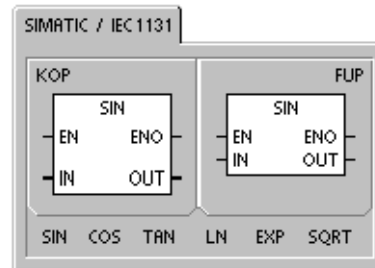 SIMATIC / IEC1131
KOP
SIN
EN ENO
IN OUT
FUP
SIN
EN ENO
IN OUT
SIN COS TAN LN EXP SQRT